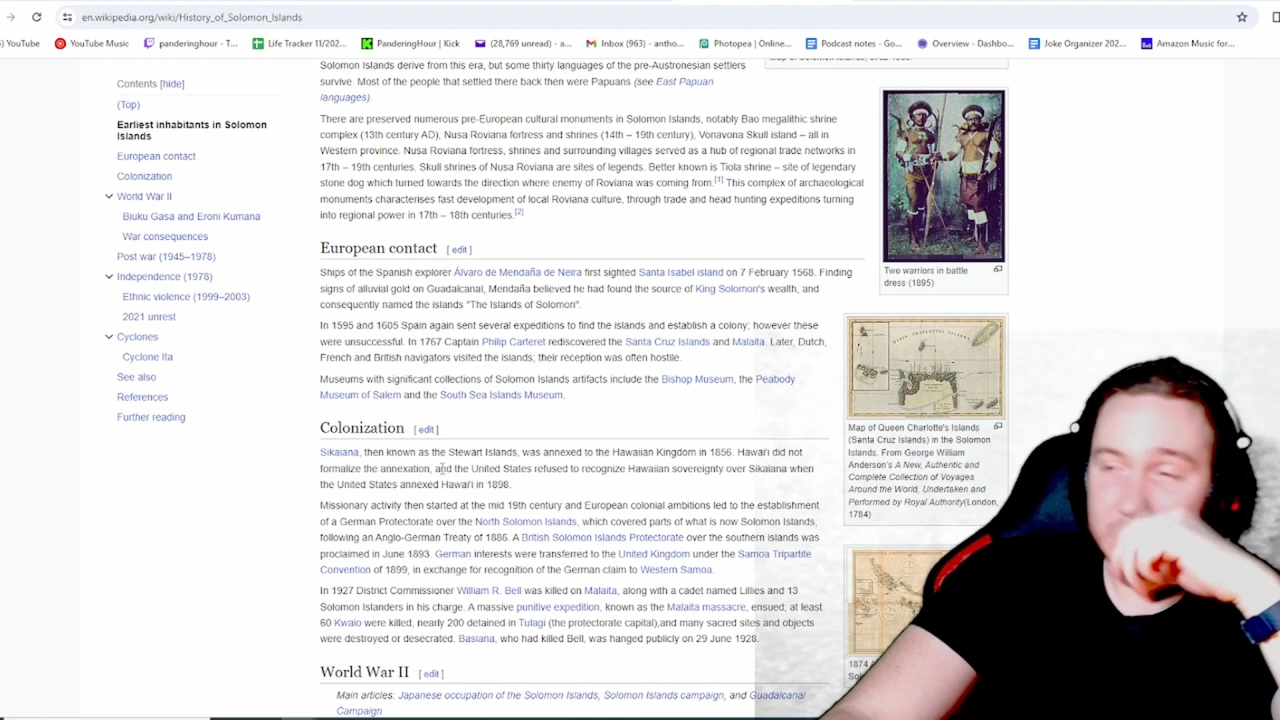 en.wikipedia.org/wiki/History_of_Solomon_Islands
) YouTube
YouTube Music
panderinghour - T...
Life Tracker 11/202...
PanderingHour | Kick
(28,769 unread) - a...
Inbox (963) - antho...
Photopea | Online...
Podcast notes - Go...
Overview - Dashbo...
Joke Organizer 202...
Amazon Music for...
Contents [hide]
(Top)
Earliest inhabitants in Solomon
Islands
European contact
Colonization
World War II
Biuku Gasa and Eroni Kumana
War consequences
Post war (1945–1978)
Independence (1978)
Ethnic violence (1999–2003)
2021 unrest
Cyclones
Cyclone Ita
See also
References
Further reading
Solomon Islands derive from this era, but some thirty languages of the pre-Austronesian settlers
survive. Most of the people that settled there back then were Papuans (see East Papuan
languages).
There are preserved numerous pre-European cultural monuments in Solomon Islands, notably Bao megalithic shrine
complex (13th century AD), Nusa Roviana fortress and shrines (14th – 19th century), Vonavona Skull island – all in
Western province. Nusa Roviana fortress, shrines and surrounding villages served as a hub of regional trade networks in
17th – 19th centuries. Skull shrines of Nusa Roviana are sites of legends. Better known is Tiola shrine – site of legendary
stone dog which turned towards the direction where enemy of Roviana was coming from.[1] This complex of archaeological
monuments characterises fast development of local Roviana culture, through trade and head hunting expeditions turning
into regional power in 17th – 18th centuries.[2]
European contact [ edit ]
Ships of the Spanish explorer Álvaro de Mendaña de Neira first sighted Santa Isabel island on 7 February 1568. Finding
signs of alluvial gold on Guadalcanal, Mendaña believed he had found the source of King Solomon's wealth, and
consequently named the islands "The Islands of Solomon".
In 1595 and 1605 Spain again sent several expeditions to find the islands and establish a colony; however these
were unsuccessful. In 1767 Captain Philip Carteret rediscovered the Santa Cruz Islands and Malaita. Later, Dutch,
French and British navigators visited the islands; their reception was often hostile.
Museums with significant collections of Solomon Islands artifacts include the Bishop Museum, the Peabody
Museum of Salem and the South Sea Islands Museum.
Colonization [ edit ]
Sikaiana, then known as the Stewart Islands, was annexed to the Hawaiian Kingdom in 1856. Hawai'i did not
formalize the annexation, and the United States refused to recognize Hawaiian sovereignty over Sikaiana when
the United States annexed Hawai'i in 1898.
Missionary activity then started at the mid 19th century and European colonial ambitions led to the establishment
of a German Protectorate over the North Solomon Islands, which covered parts of what is now Solomon Islands,
following an Anglo-German Treaty of 1886. A British Solomon Islands Protectorate over the southern islands was
proclaimed in June 1893. German interests were transferred to the United Kingdom under the Samoa Tripartite
Convention of 1899, in exchange for recognition of the German claim to Western Samoa.
In 1927 District Commissioner William R. Bell was killed on Malaita, along with a cadet named Lillies and 13
Solomon Islanders in his charge. A massive punitive expedition, known as the Malaita massacre, ensued; at least
60 Kwaio were killed, nearly 200 detained in Tulagi (the protectorate capital),and many sacred sites and objects
were destroyed or desecrated. Basiana, who had killed Bell, was hanged publicly on 29 June 1928.
World War II [ edit ]
Main articles: Japanese occupation of the Solomon Islands, Solomon Islands campaign, and Guadalcanal
Campaign
Two warriors in battle
dress (1895)
Map of Queen Charlotte's Islands
(Santa Cruz Islands) in the Solomon
Islands. From George William
Anderson's A New, Authentic and
Complete Collection of Voyages
Around the World, Undertaken and
Performed by Royal Authority(London,
1784)
1874